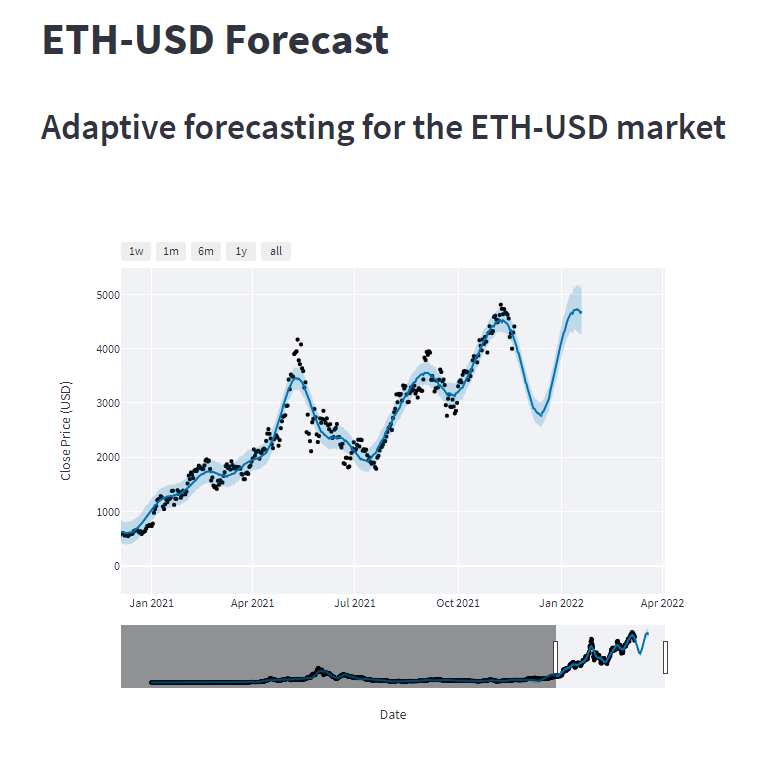 ETH-USD Forecast
Adaptive forecasting for the ETH-USD market
1w 1m 6m 1y all
5000
4000
3000
2000
1000
0
Close Price (USD)
Jan 2021 Apr 2021 Jul 2021 Oct 2021 Jan 2022 Apr 2022
Date